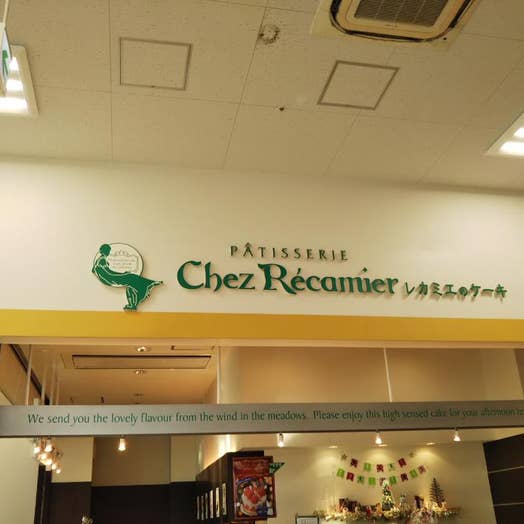 PÂTISSERIE
Chez Récamier レカミエのケーキ
We send you the lovely flavour from the wind in the meadows. Please enjoy this high sensed cake for your afternoon